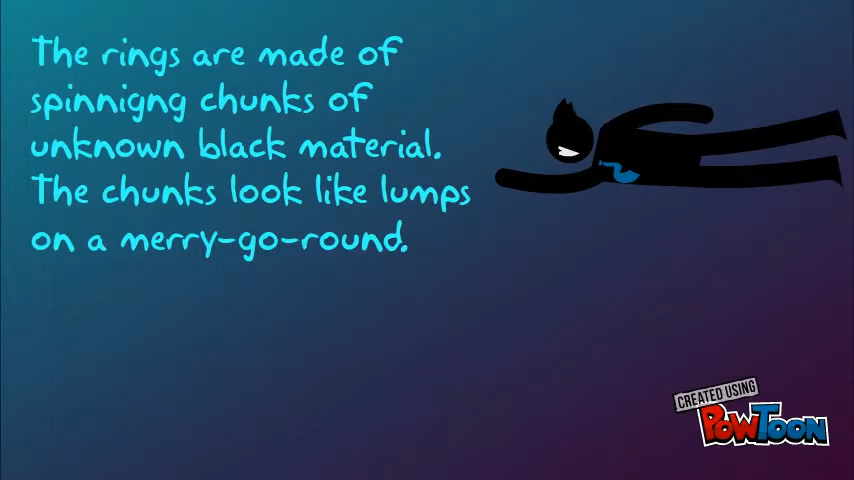 The rings are made of
spinnigng chunks of
unknown black material.
The chunks look like lumps
on a merry-go-round.
CREATED USING
POWTOON